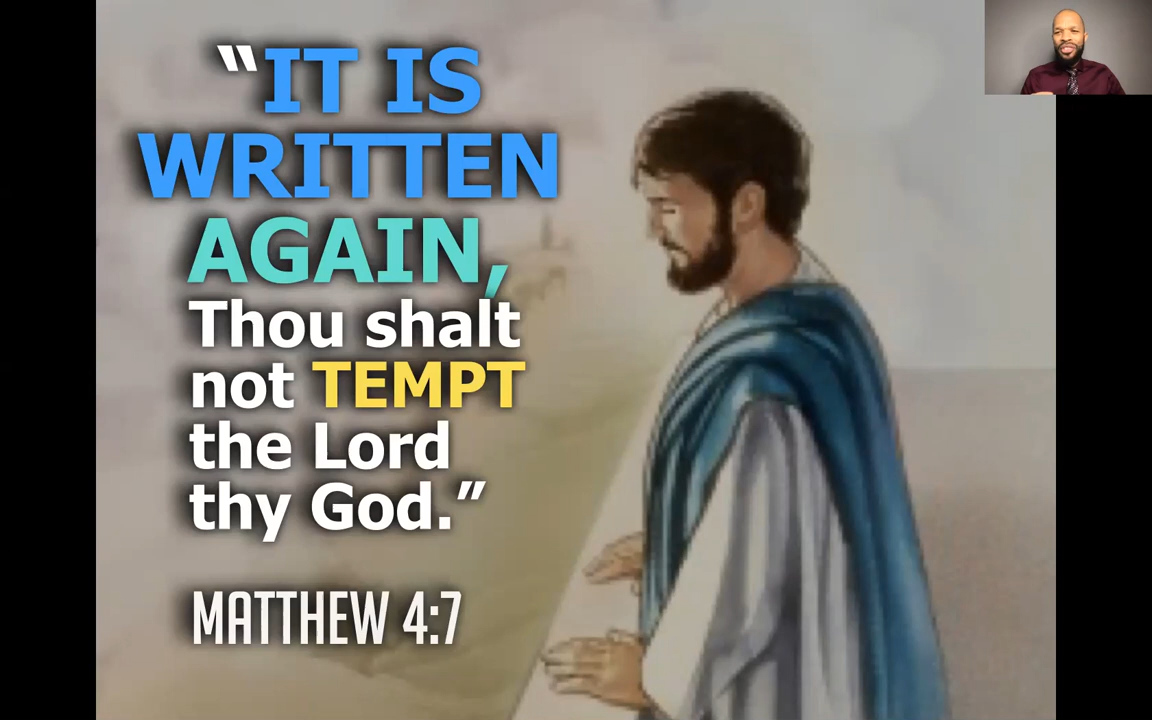 “IT IS
WRITTEN
AGAIN,
Thou shalt
not TEMPT
the Lord
thy God.”
MATTHEW 4:7